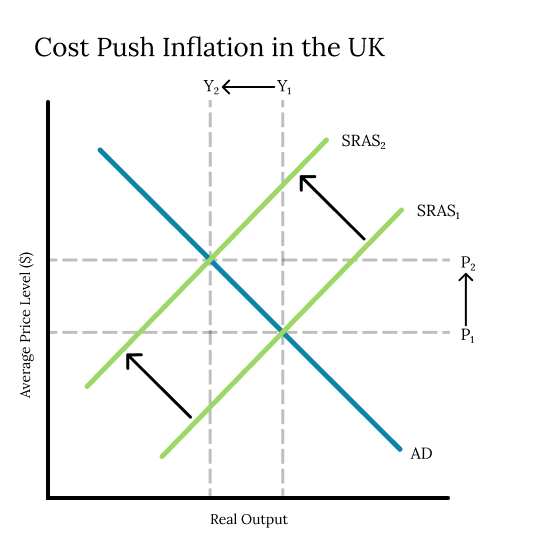 Cost Push Inflation in the UK
Y₂ Y₁
SRAS₂
SRAS₁
P₂
P₁
AD
Average Price Level ($)
Real Output